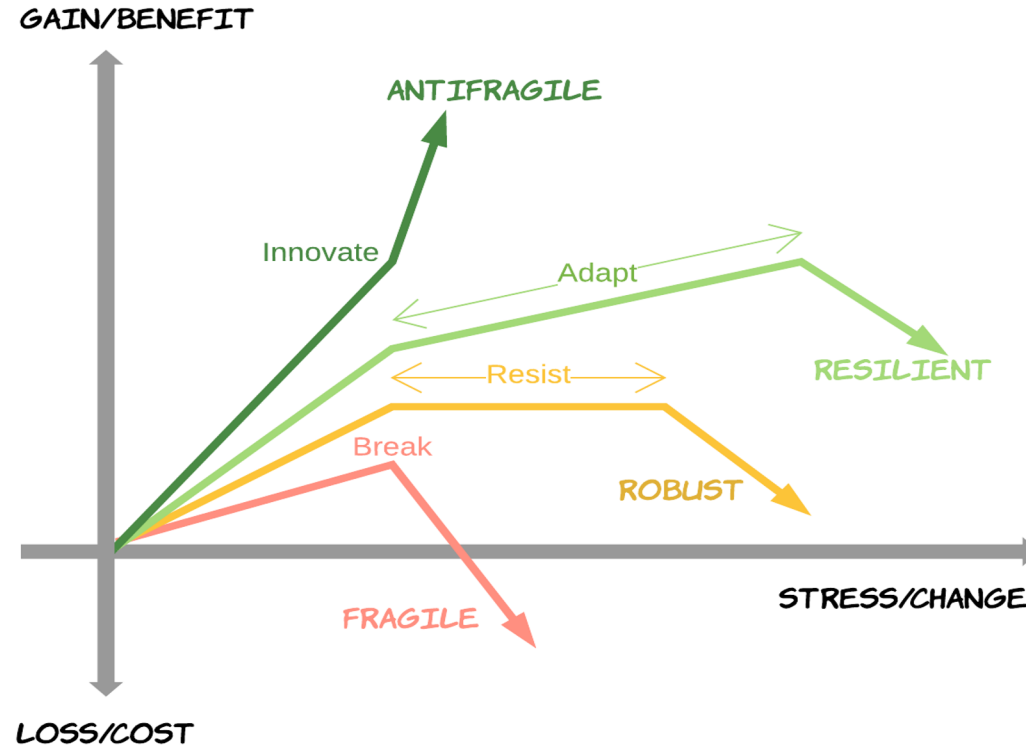 GAIN/BENEFIT
ANTIFRAGILE
Innovate
Adapt
RESILIENT
Resist
Break
ROBUST
STRESS/CHANGE
FRAGILE
LOSS/COST